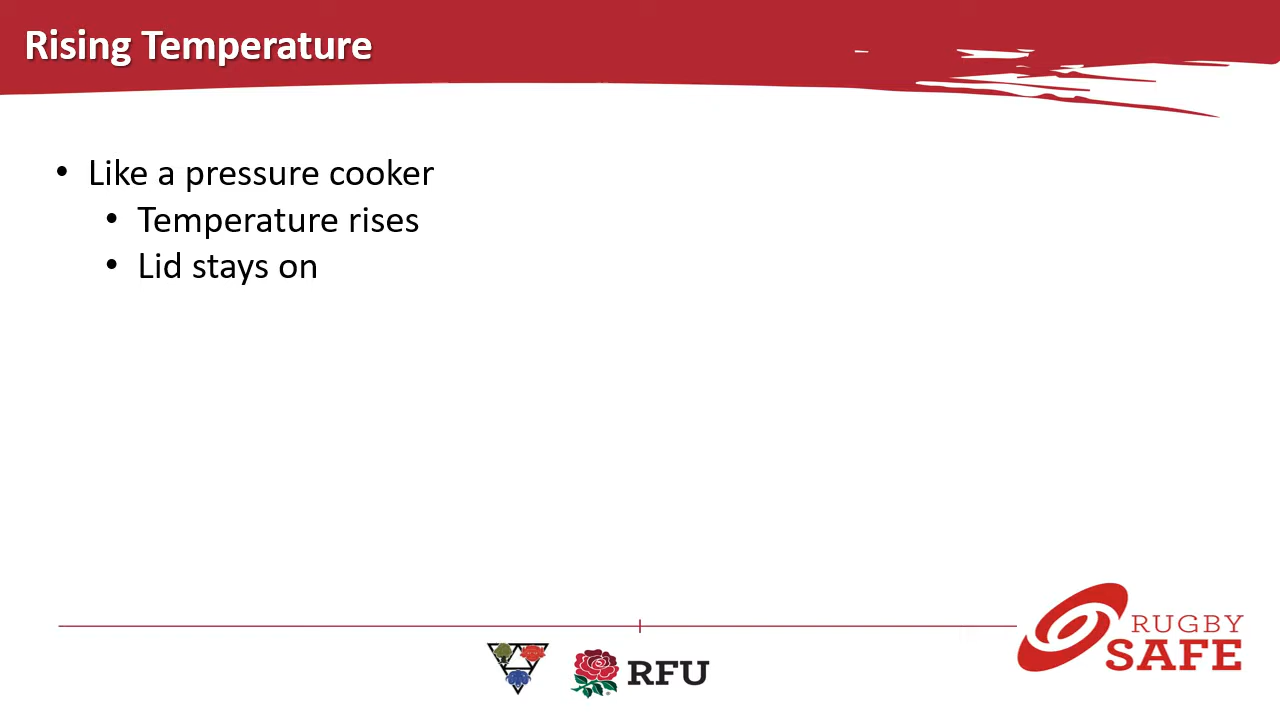 Rising Temperature
• Like a pressure cooker
• Temperature rises
• Lid stays on
RFU
RUGBY
SAFE